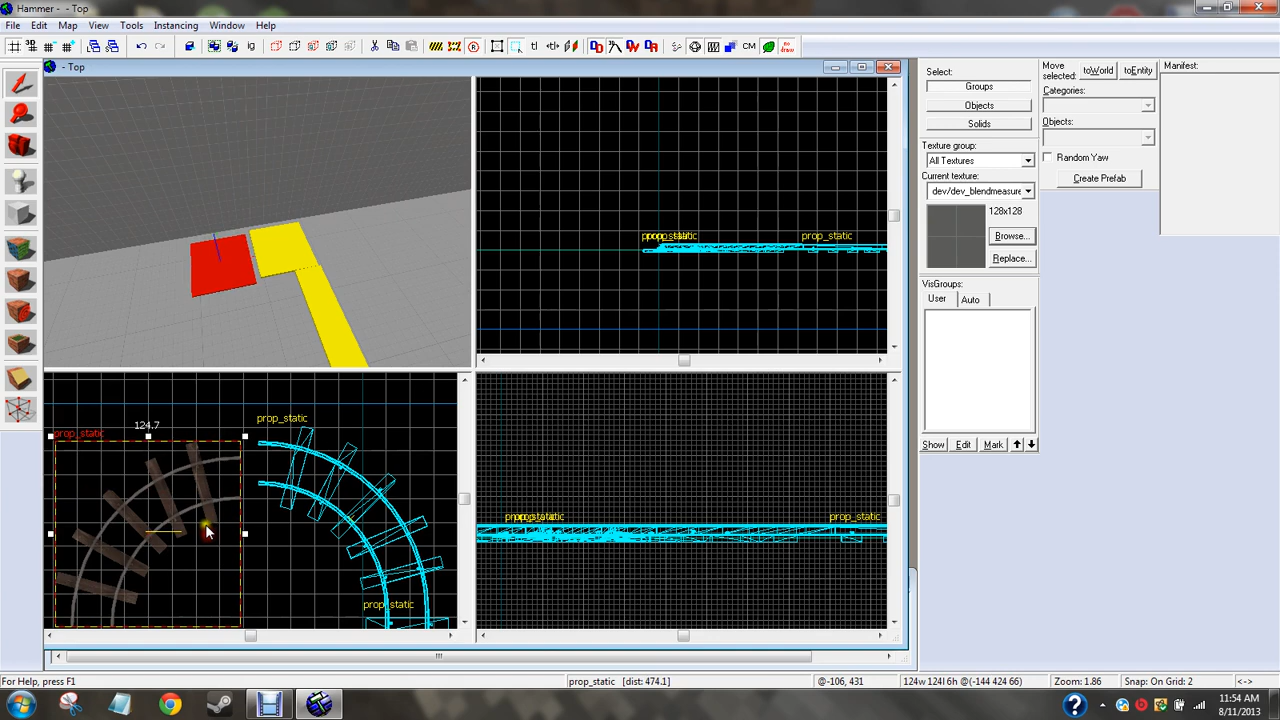 Hammer - - Top
File Edit Map View Tools Instancing Window Help
- Top
Select:
Groups
Objects
Solids
Texture group:
All Textures
Current texture:
dev/dev_blendmeasure
128x128
Browse...
Replace...
VisGroups:
User Auto
Show Edit Mark
Move selected:
toWorld toEntity
Categories:
Objects:
Random Yaw
Create Prefab
Manifest:
prop_static
prop_static
prop_static
124.7
prop_static
prop_static
prop_static
prop_static
For Help, press F1
prop_static [dist: 474.1]
@-106, 431
124w 124l 6h @(-144 424 66)
Zoom: 1.86
Snap: On Grid: 2
<->
11:54 AM
8/11/2013